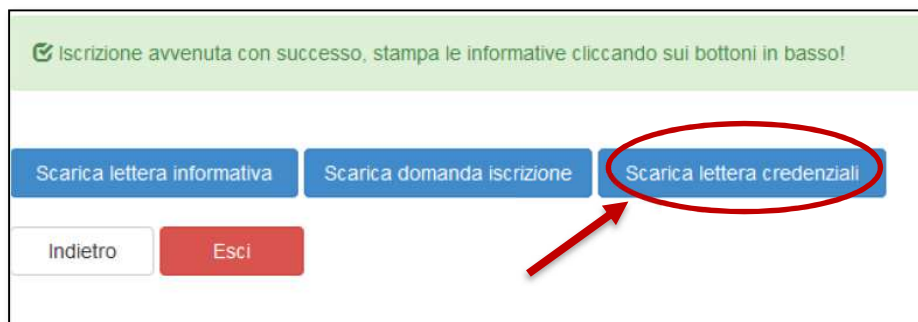 Iscrizione avvenuta con successo, stampa le informative cliccando sui bottoni in basso!
Scarica lettera informativa Scarica domanda iscrizione Scarica lettera credenziali
Indietro Esci